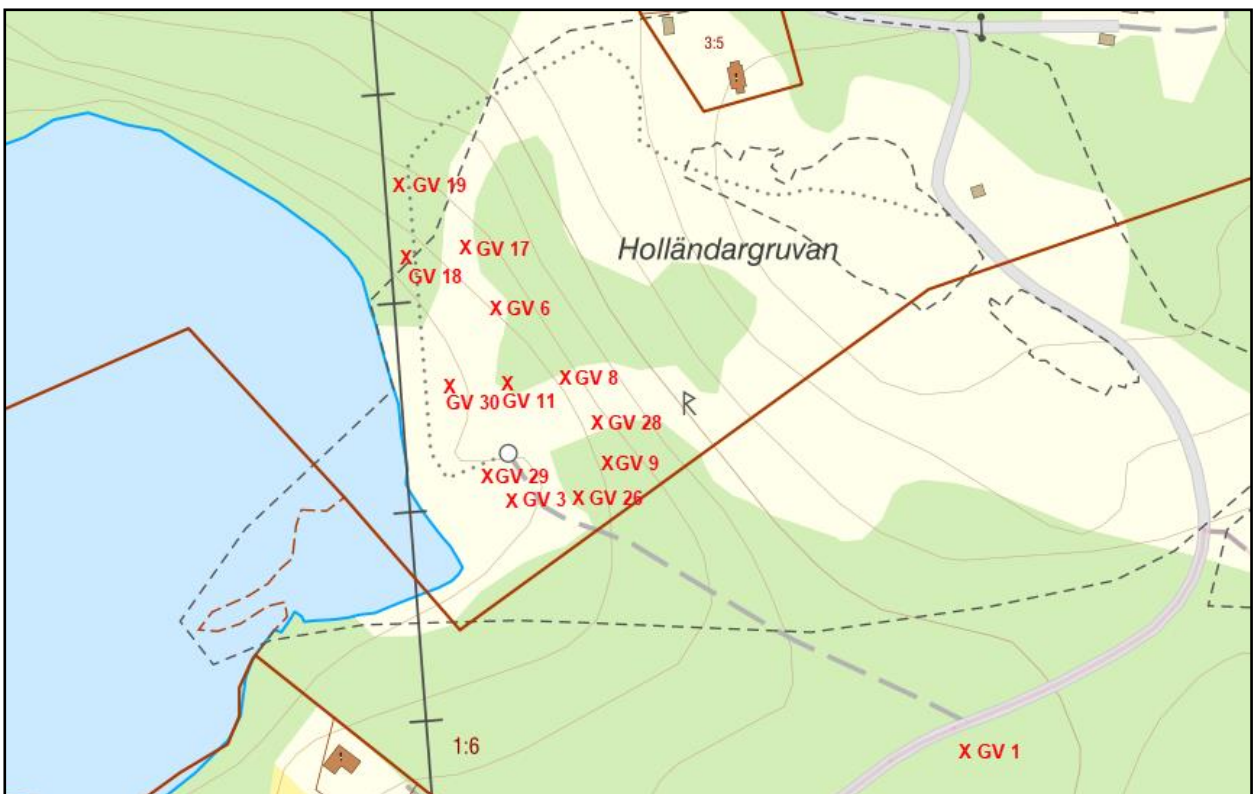 3:5
X GV 19
X GV 17
Holländargruvan
X
GV 18
X GV 6
X GV 8
X
GV 30
X
GV 11
X GV 28
X GV 9
X GV 29
X GV 3
X GV 26
1:6
X GV 1